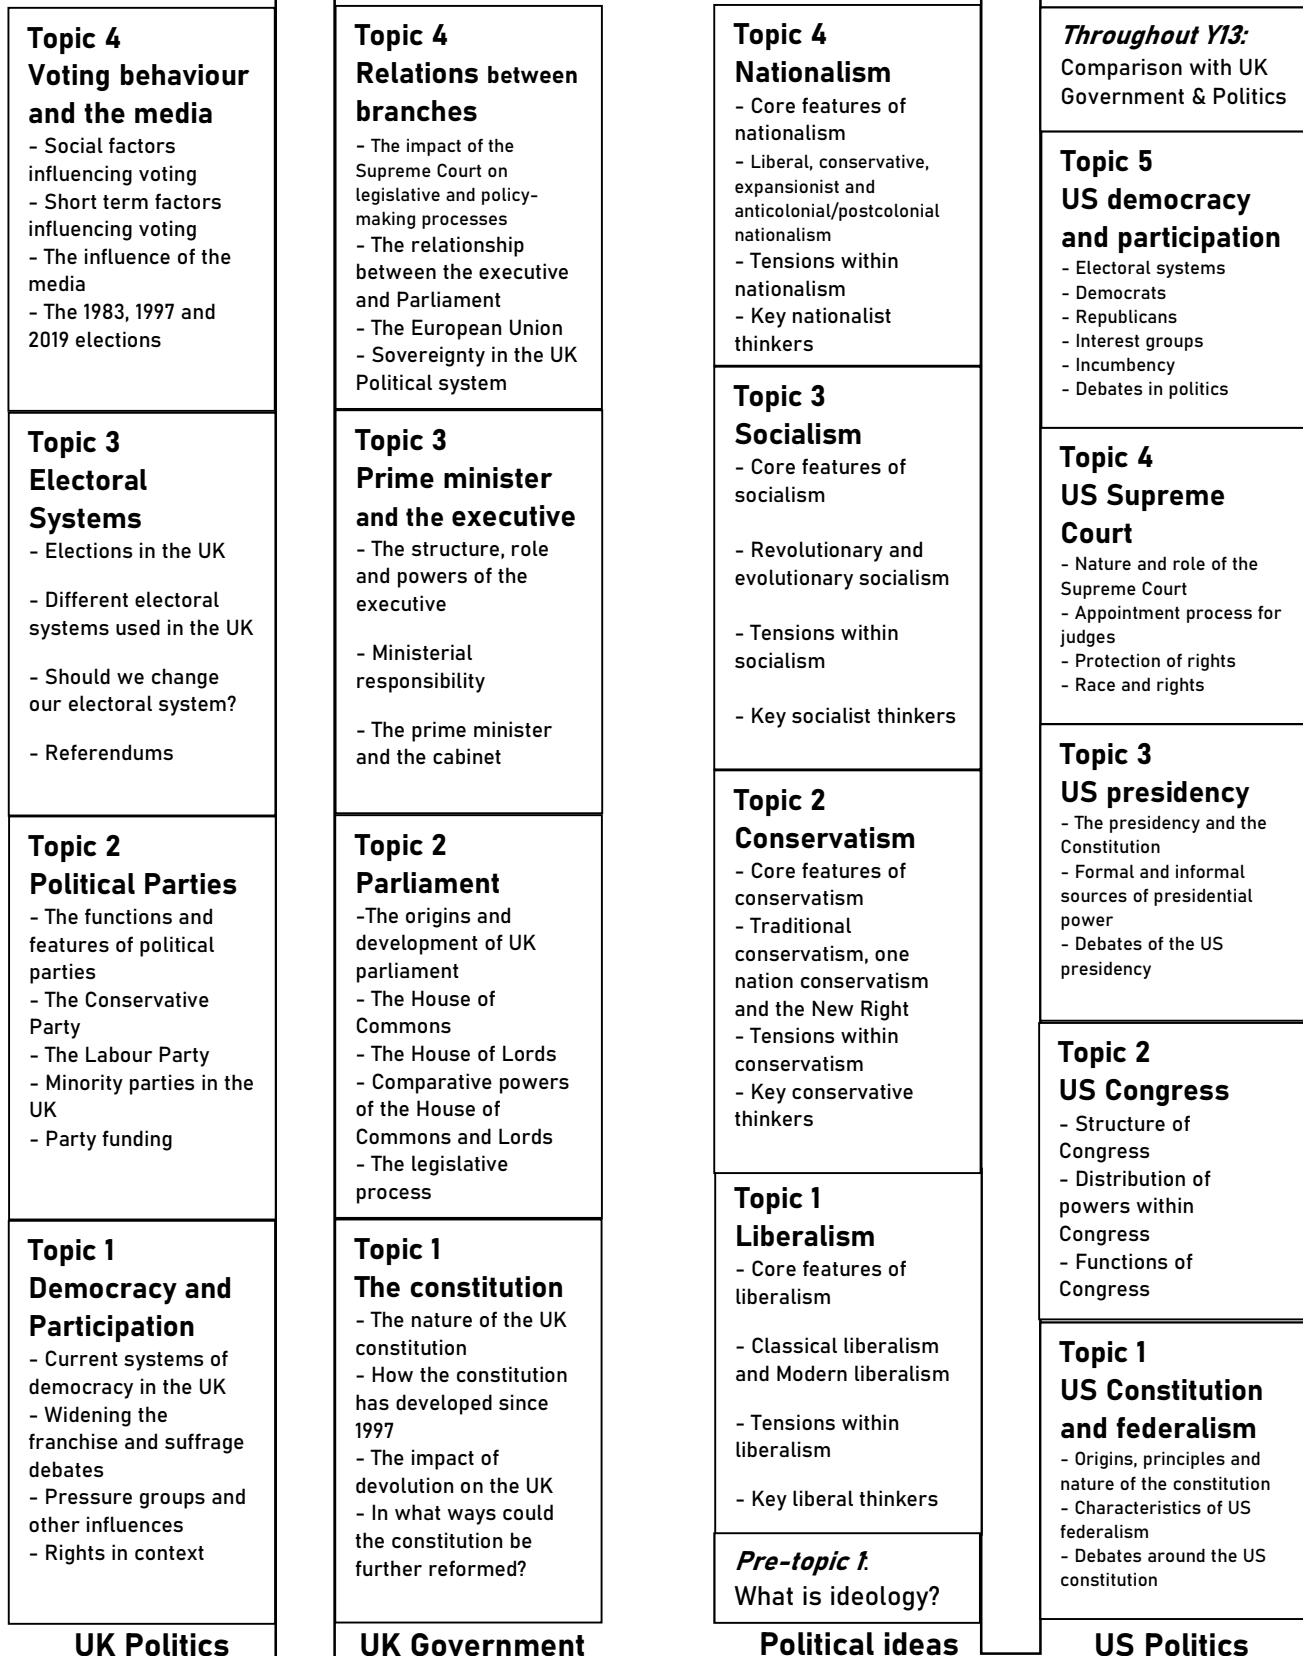 Topic 4
Voting behaviour
and the media
- Social factors
influencing voting
- Short term factors
influencing voting
- The influence of the
media
- The 1983, 1997 and
2019 elections
Topic 3
Electoral
Systems
- Elections in the UK
- Different electoral
systems used in the UK
- Should we change
our electoral system?
- Referendums
Topic 2
Political Parties
- The functions and
features of political
parties
- The Conservative
Party
- The Labour Party
- Minority parties in the
UK
- Party funding
Topic 1
Democracy and
Participation
- Current systems of
democracy in the UK
- Widening the
franchise and suffrage
debates
- Pressure groups and
other influences
- Rights in context
UK Politics
Topic 4
Relations between
branches
- The impact of the
Supreme Court on
legislative and policy-
making processes
- The relationship
between the executive
and Parliament
- The European Union
- Sovereignty in the UK
Political system
Topic 3
Prime minister
and the executive
- The structure, role
and powers of the
executive
- Ministerial
responsibility
- The prime minister
and the cabinet
Topic 2
Parliament
-The origins and
development of UK
parliament
- The House of
Commons
- The House of Lords
- Comparative powers
of the House of
Commons and Lords
- The legislative
process
Topic 1
The constitution
- The nature of the UK
constitution
- How the constitution
has developed since
1997
- The impact of
devolution on the UK
- In what ways could
the constitution be
further reformed?
UK Government
Topic 4
Nationalism
- Core features of
nationalism
- Liberal, conservative,
expansionist and
anticolonial/postcolonial
nationalism
- Tensions within
nationalism
- Key nationalist
thinkers
Topic 3
Socialism
- Core features of
socialism
- Revolutionary and
evolutionary socialism
- Tensions within
socialism
- Key socialist thinkers
Topic 2
Conservatism
- Core features of
conservatism
- Traditional
conservatism, one
nation conservatism
and the New Right
- Tensions within
conservatism
- Key conservative
thinkers
Topic 1
Liberalism
- Core features of
liberalism
- Classical liberalism
and Modern liberalism
- Tensions within
liberalism
- Key liberal thinkers
Pre-topic 1:
What is ideology?
Political ideas
Throughout Y13:
Comparison with UK
Government & Politics
Topic 5
US democracy
and participation
- Electoral systems
- Democrats
- Republicans
- Interest groups
- Incumbency
- Debates in politics
Topic 4
US Supreme
Court
- Nature and role of the
Supreme Court
- Appointment process for
judges
- Protection of rights
- Race and rights
Topic 3
US presidency
- The presidency and the
Constitution
- Formal and informal
sources of presidential
power
- Debates of the US
presidency
Topic 2
US Congress
- Structure of
Congress
- Distribution of
powers within
Congress
- Functions of
Congress
Topic 1
US Constitution
and federalism
- Origins, principles and
nature of the constitution
- Characteristics of US
federalism
- Debates around the US
constitution
US Politics